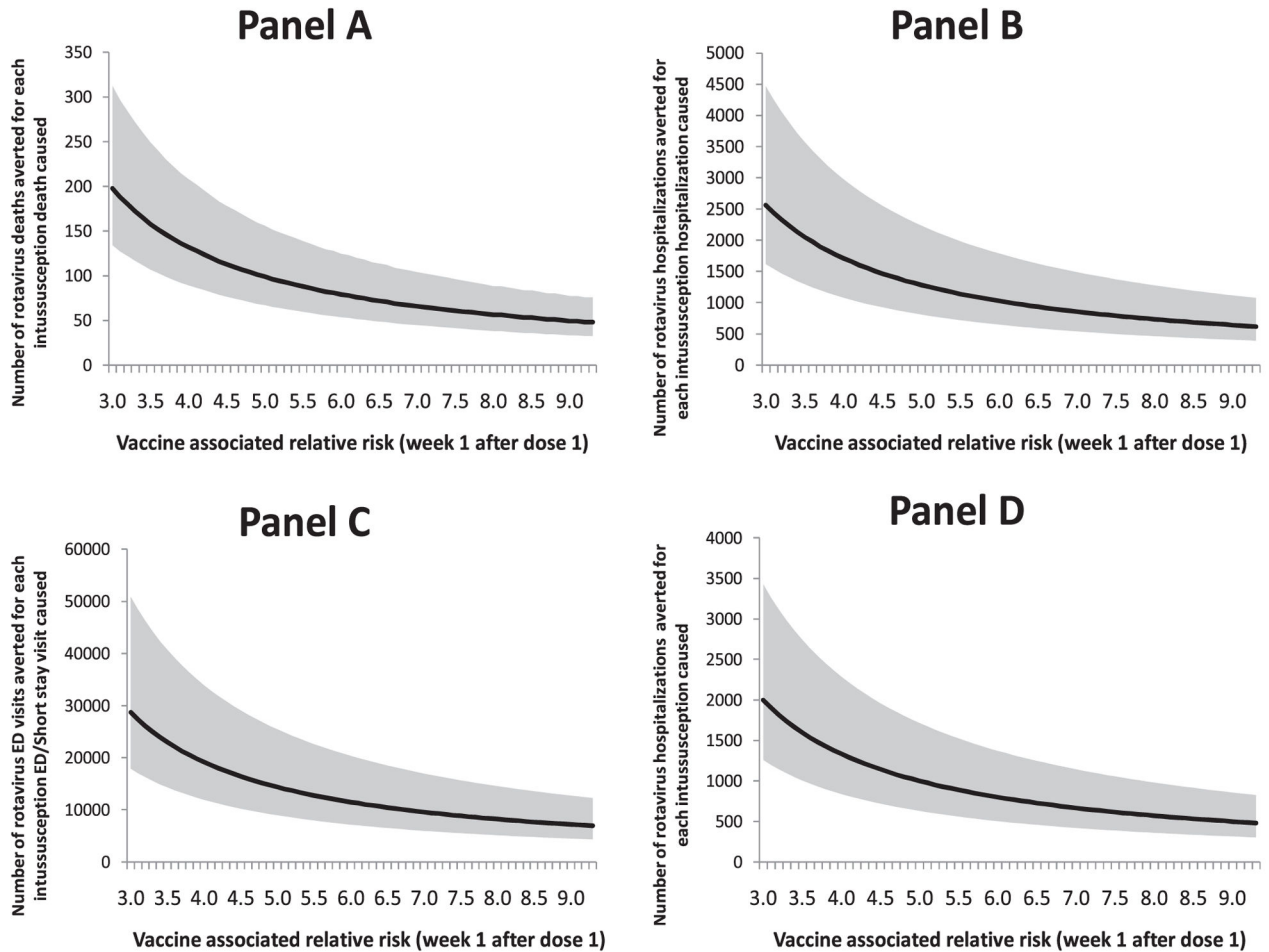 Panel A
Number of rotavirus deaths averted for each
intussusception death caused
350
300
250
200
150
100
50
0
3.0 3.5 4.0 4.5 5.0 5.5 6.0 6.5 7.0 7.5 8.0 8.5 9.0
Vaccine associated relative risk (week 1 after dose 1)
Panel B
Number of rotavirus hospitalizations averted for
each intussusception hospitalization caused
5000
4500
4000
3500
3000
2500
2000
1500
1000
500
0
3.0 3.5 4.0 4.5 5.0 5.5 6.0 6.5 7.0 7.5 8.0 8.5 9.0
Vaccine associated relative risk (week 1 after dose 1)
Panel C
Number of rotavirus ED visits averted for each
intussusception ED/Short stay visit caused
60000
50000
40000
30000
20000
10000
0
3.0 3.5 4.0 4.5 5.0 5.5 6.0 6.5 7.0 7.5 8.0 8.5 9.0
Vaccine associated relative risk (week 1 after dose 1)
Panel D
Number of rotavirus hospitalizations averted for
each intussusception caused
4000
3500
3000
2500
2000
1500
1000
500
0
3.0 3.5 4.0 4.5 5.0 5.5 6.0 6.5 7.0 7.5 8.0 8.5 9.0
Vaccine associated relative risk (week 1 after dose 1)